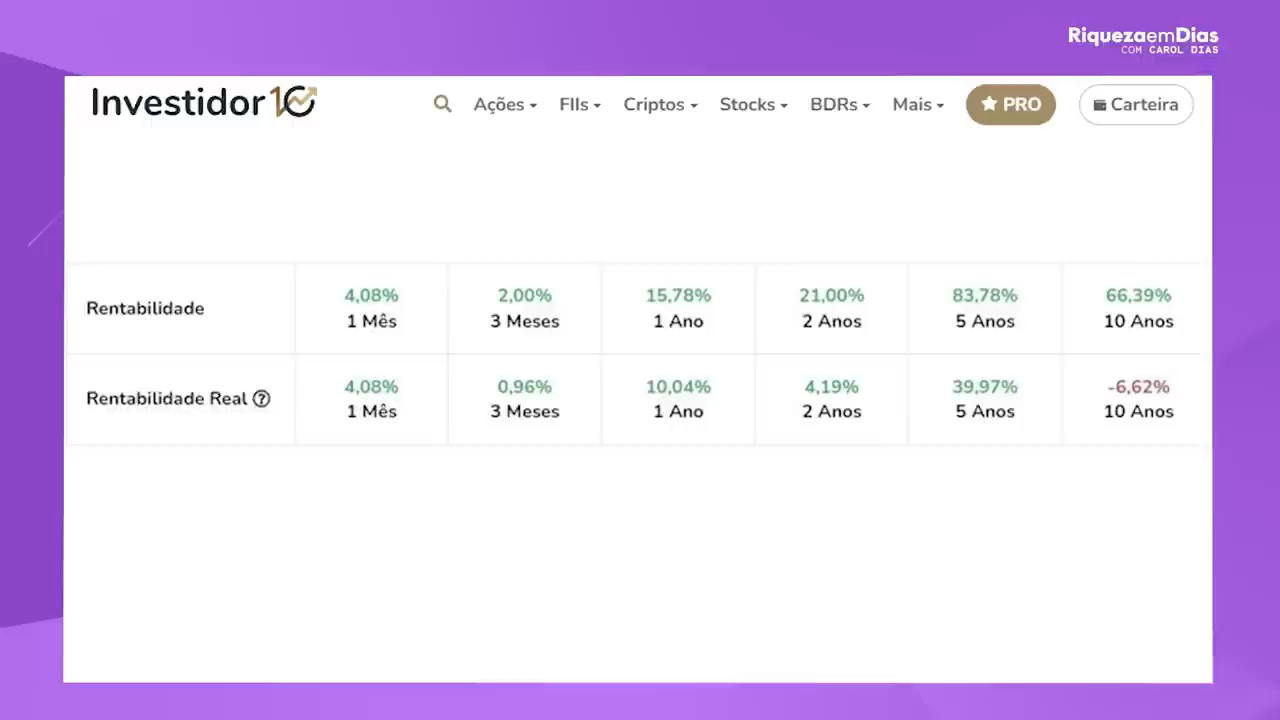 RiquezaemDias
COM CAROL DIAS
Investidor 10
Ações FIIs Criptos Stocks BDRs Mais PRO Carteira
Rentabilidade
4,08% 2,00% 15,78% 21,00% 83,78% 66,39%
1 Mês 3 Meses 1 Ano 2 Anos 5 Anos 10 Anos
Rentabilidade Real ?
4,08% 0,96% 10,04% 4,19% 39,97% -6,62%
1 Mês 3 Meses 1 Ano 2 Anos 5 Anos 10 Anos